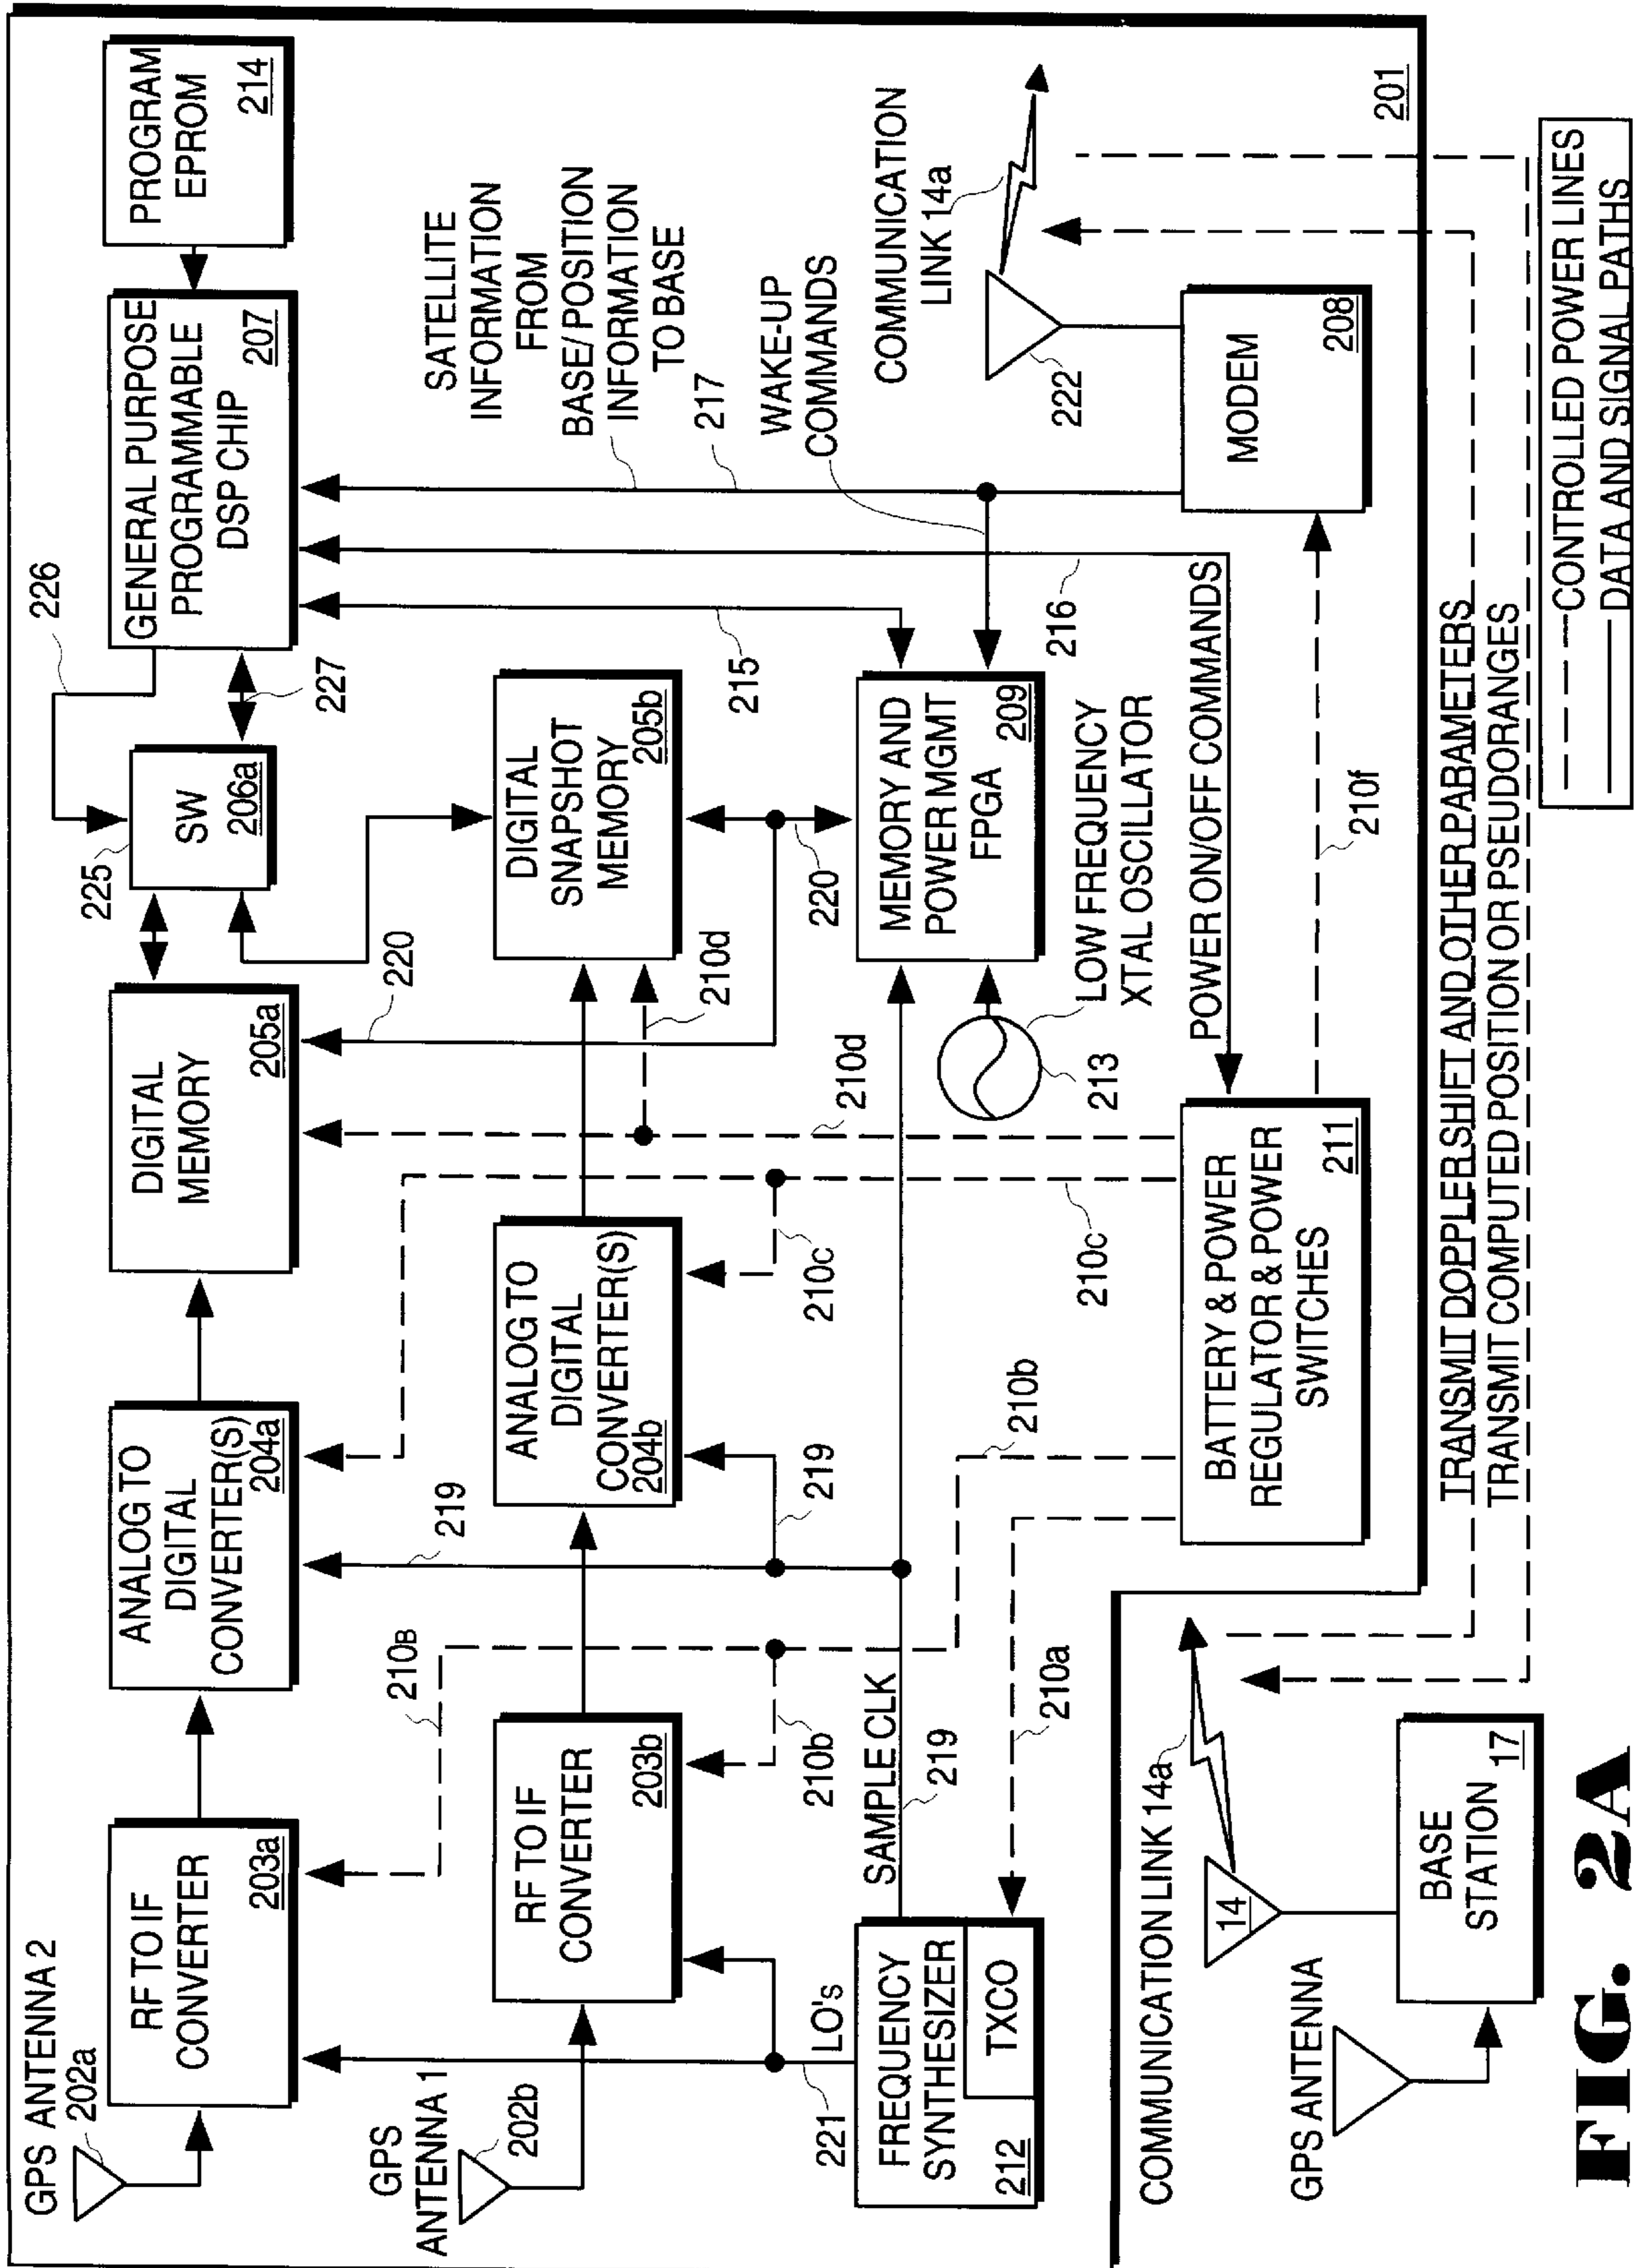 GPS ANTENNA 2
202a
RF TO IF
CONVERTER
203a
ANALOG TO
DIGITAL
CONVERTER(S)
204a
DIGITAL
MEMORY
205a
225
SW
206a
226
227
GENERAL PURPOSE
PROGRAMMABLE
DSP CHIP
207
PROGRAM
EPROM
214
219
220
210B
GPS
ANTENNA 1
202b
RF TO IF
CONVERTER
203b
210b
ANALOG TO
DIGITAL
CONVERTER(S)
204b
219
210c
DIGITAL
SNAPSHOT
MEMORY
205b
210d
215
SATELLITE
INFORMATION
FROM
BASE/POSITION
INFORMATION
TO BASE
217
WAKE-UP
COMMANDS
221
LO's
FREQUENCY
SYNTHESIZER
TXCO
212
SAMPLE CLK
219
210a
210b
210d
210c
220
MEMORY AND
POWER MGMT
FPGA
209
213
LOW FREQUENCY
XTAL OSCILLATOR
216
POWER ON/OFF COMMANDS
COMMUNICATION
LINK 14a
222
MODEM
208
BATTERY & POWER
REGULATOR & POWER
SWITCHES
211
210f
201
COMMUNICATION LINK 14a
14
GPS ANTENNA
BASE
STATION
17
TRANSMIT DOPPLER SHIFT AND OTHER PARAMETERS
TRANSMIT COMPUTED POSITION OR PSEUDORANGES
CONTROLLED POWER LINES
DATA AND SIGNAL PATHS
FIG. 2A